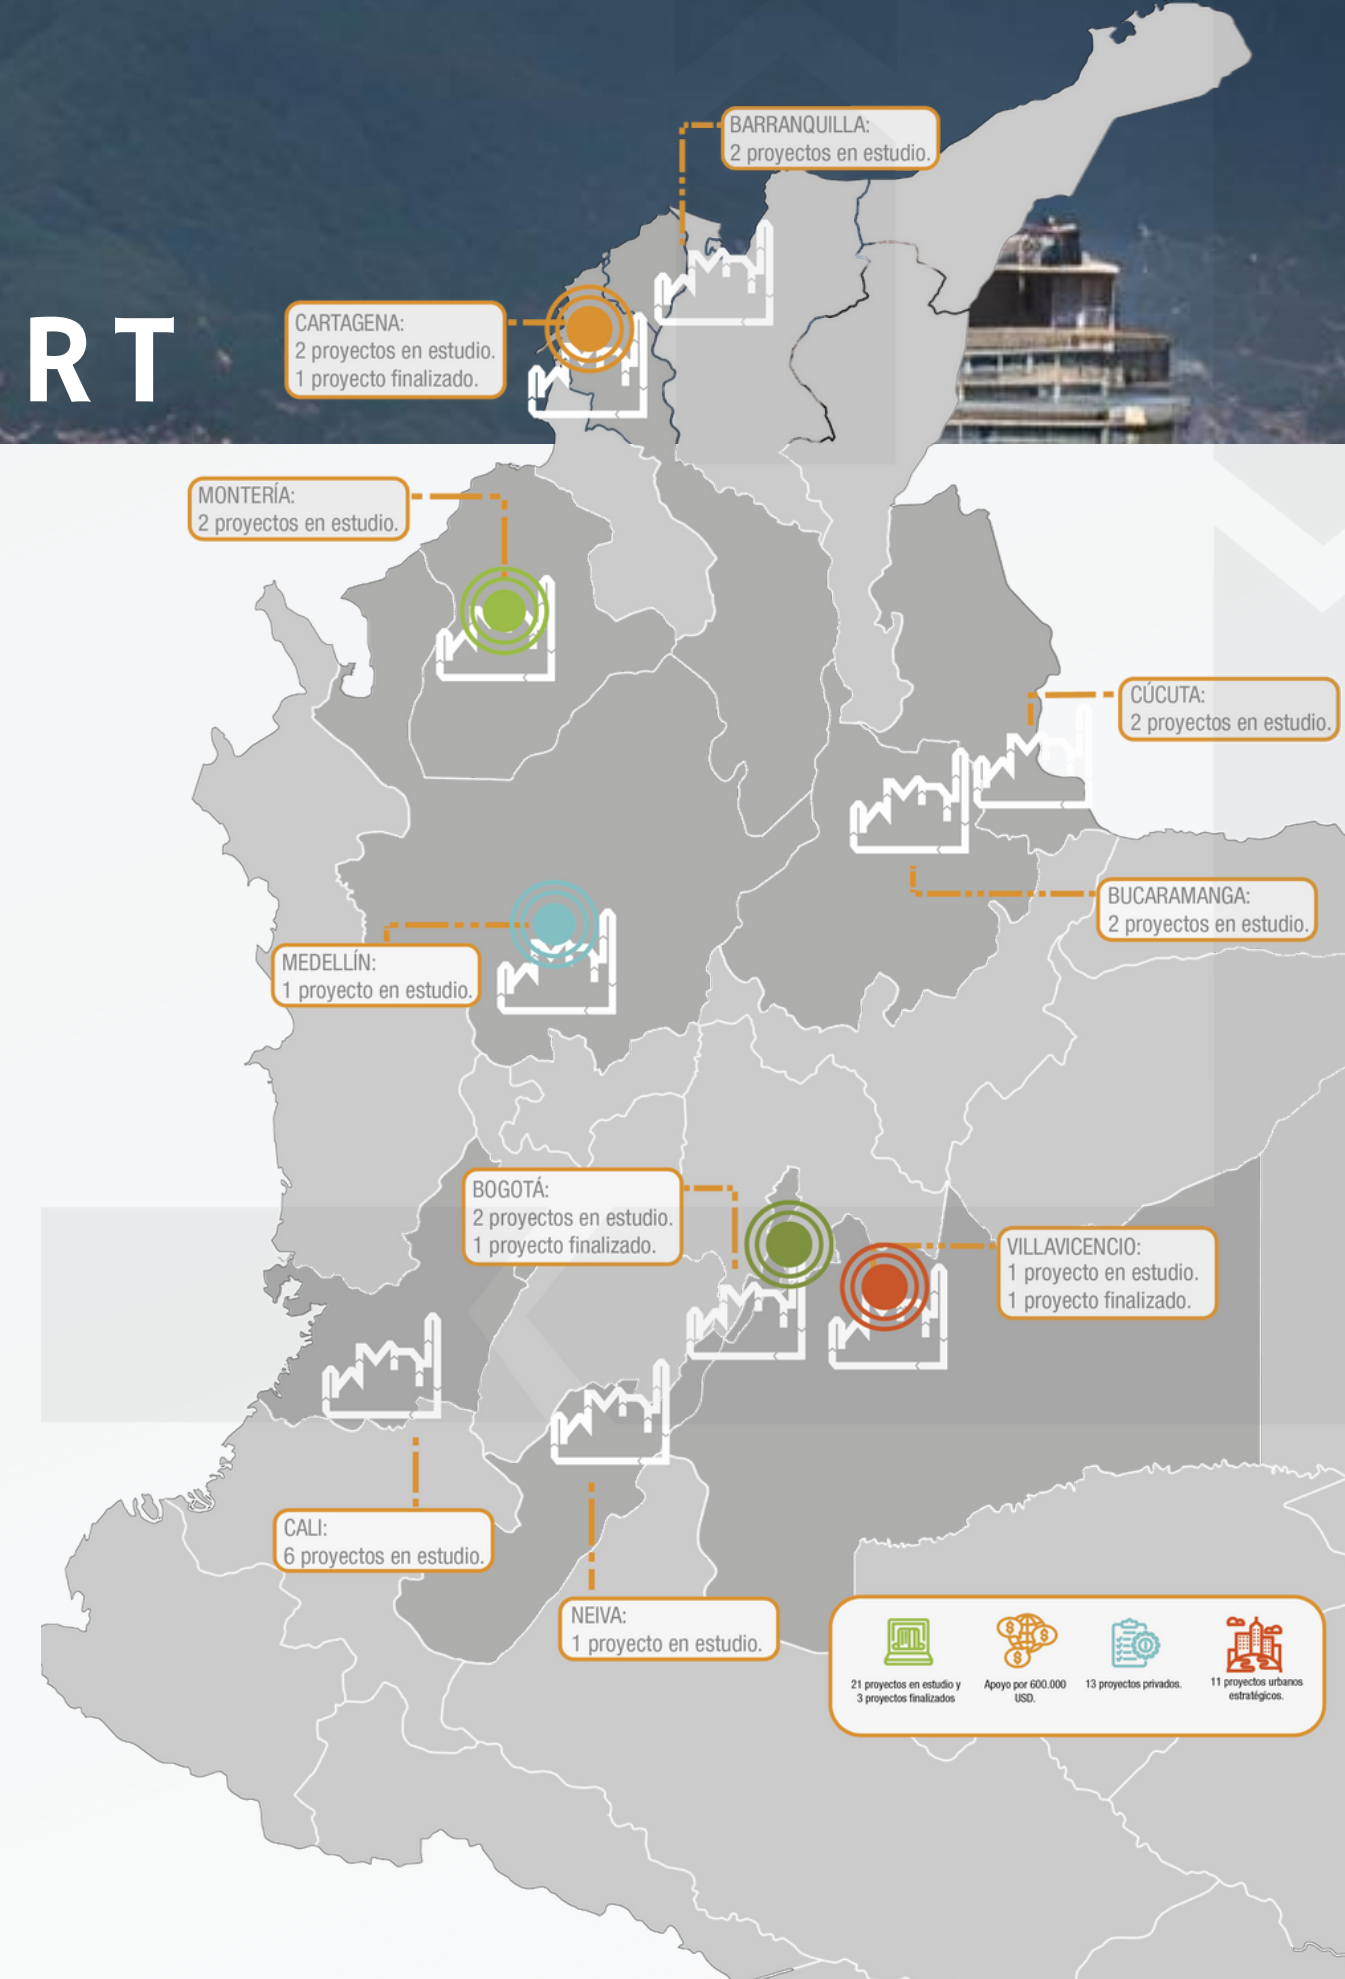 BARRANQUILLA:
2 proyectos en estudio.
RT
CARTAGENA:
2 proyectos en estudio.
1 proyecto finalizado.
MONTERÍA:
2 proyectos en estudio.
CÚCUTA:
2 proyectos en estudio.
BUCARAMANGA:
2 proyectos en estudio.
MEDELLÍN:
1 proyecto en estudio.
BOGOTÁ:
2 proyectos en estudio.
1 proyecto finalizado.
VILLAVICENCIO:
1 proyecto en estudio.
1 proyecto finalizado.
CALI:
6 proyectos en estudio.
NEIVA:
1 proyecto en estudio.
21 proyectos en estudio y
3 proyectos finalizados
Apoyo por 600.000
USD.
13 proyectos privados.
11 proyectos urbanos
estratégicos.